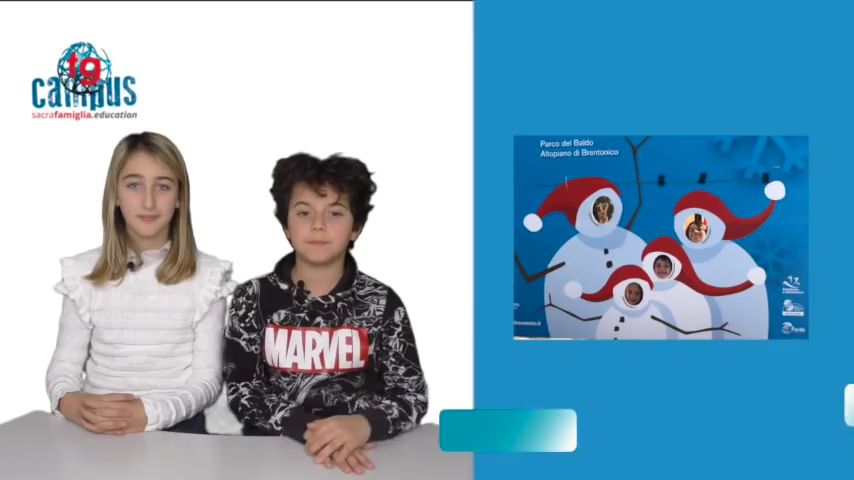 tg
campus
sacrafamiglia.education
MARVEL
Parco del Baldo
Altopiano di Brentonico